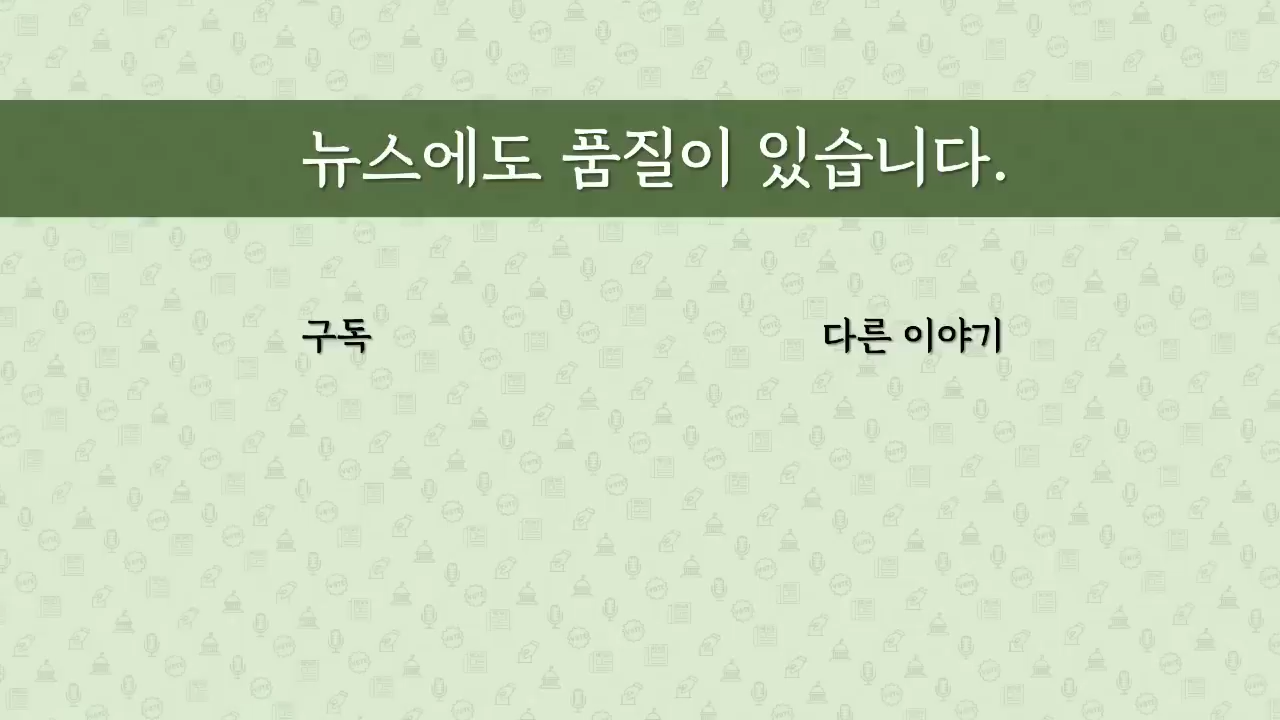 뉴스에도 품질이 있습니다.
구독
다른 이야기